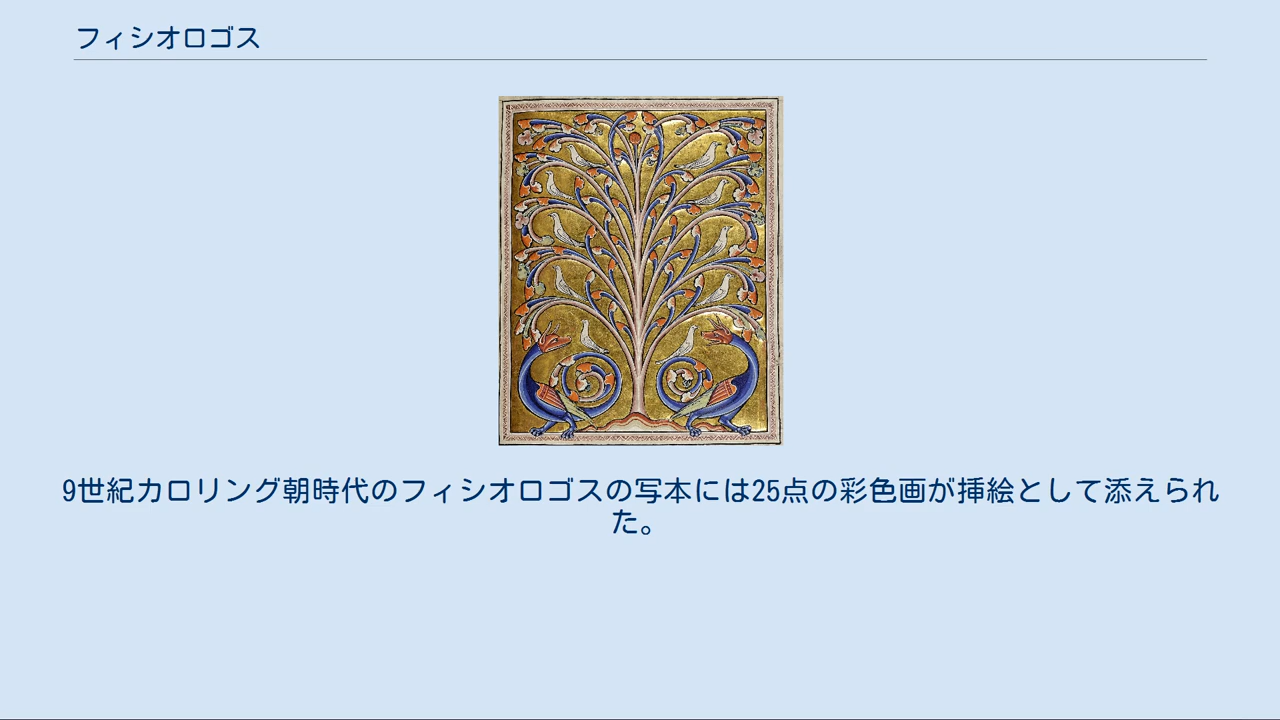 フィシオロゴス
9世紀カロリング朝時代のフィシオロゴスの写本には25点の彩色画が挿絵として添えられ
た。